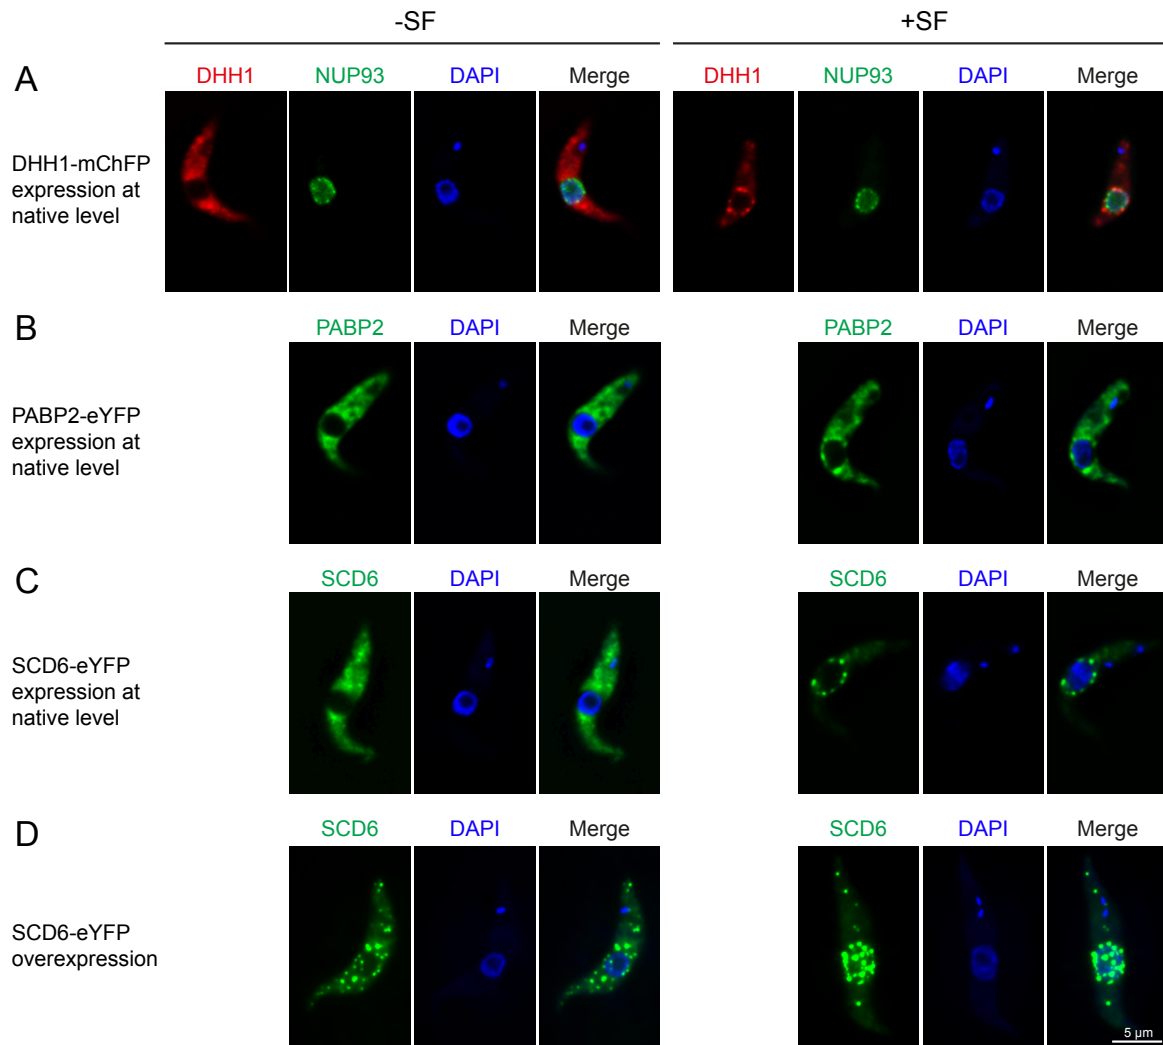 -SF +SF
A DHH1 NUP93 DAPI Merge DHH1 NUP93 DAPI Merge
DHH1-mChFP
expression at
native level
B PABP2 DAPI Merge PABP2 DAPI Merge
PABP2-eYFP
expression at
native level
C SCD6 DAPI Merge SCD6 DAPI Merge
SCD6-eYFP
expression at
native level
D SCD6 DAPI Merge SCD6 DAPI Merge
SCD6-eYFP
overexpression
5 µm